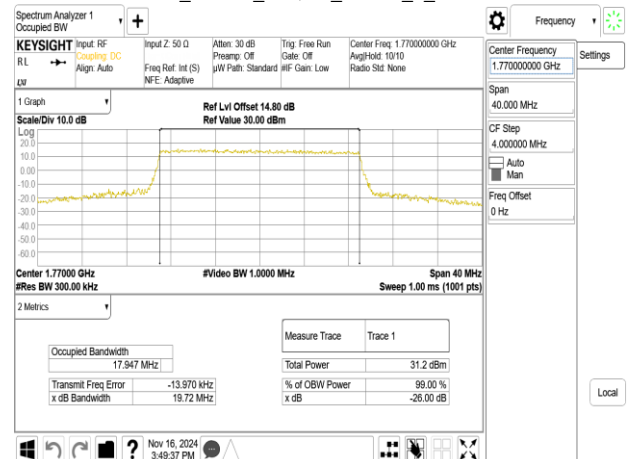 Spectrum Analyzer 1
Occupied BW
Frequency
KEYSIGHT
RL
Input: RF
Coupling: DC
Align: Auto
Input Z: 50 Ω
Freq Ref: Int (S)
NFE: Adaptive
Atten: 30 dB
Preamp: Off
µW Path: Standard
Trig: Free Run
Gate: Off
#IF Gain: Low
Center Freq: 1.770000000 GHz
Avg|Hold: 10/10
Radio Std: None
Center Frequency
1.770000000 GHz
Settings
Span
40.000 MHz
CF Step
4.000000 MHz
Auto
Man
Freq Offset
0 Hz
Local
1 Graph
Scale/Div 10.0 dB
Ref Lvl Offset 14.80 dB
Ref Value 30.00 dBm
Log
20.0
10.0
0.00
-10.0
-20.0
-30.0
-40.0
-50.0
-60.0
Center 1.77000 GHz
#Video BW 1.0000 MHz
Span 40 MHz
#Res BW 300.00 kHz
Sweep 1.00 ms (1001 pts)
2 Metrics
Measure Trace Trace 1
Occupied Bandwidth
17.947 MHz
Total Power 31.2 dBm
Transmit Freq Error -13.970 kHz
% of OBW Power 99.00 %
x dB Bandwidth 19.72 MHz
x dB -26.00 dB
Nov 16, 2024
3:49:37 PM